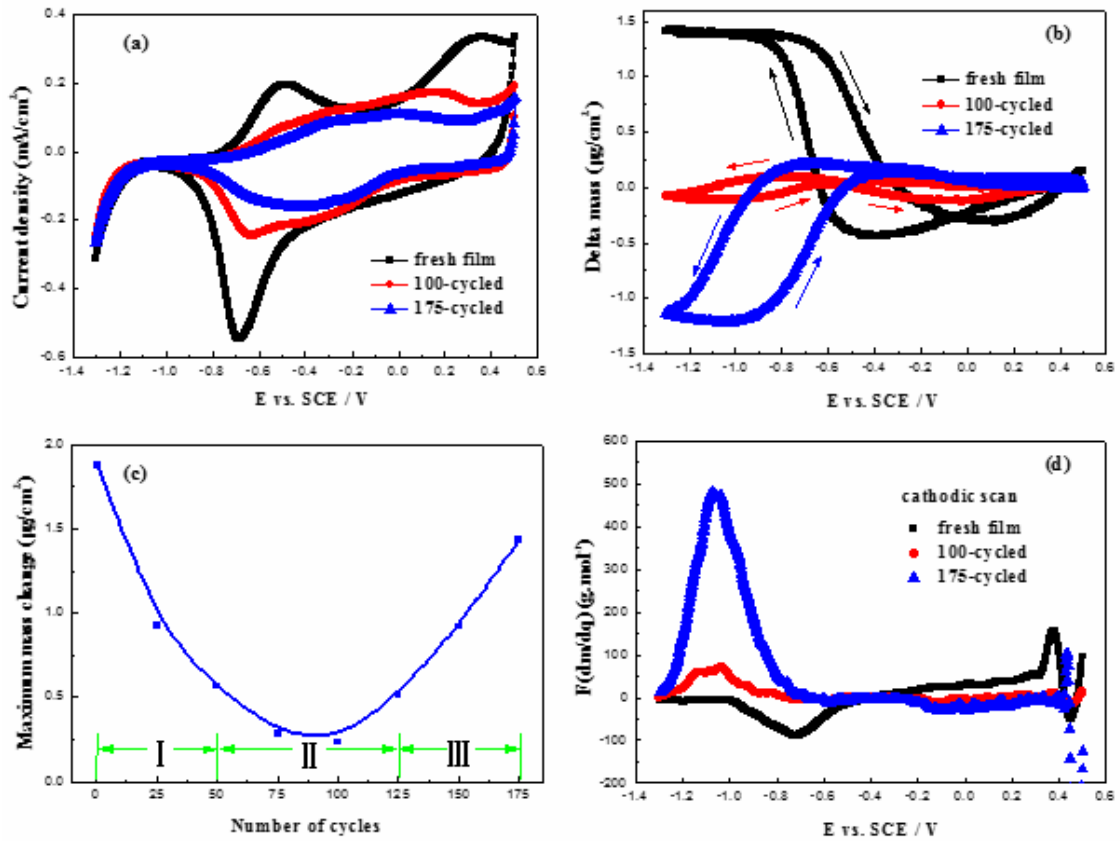 (a)
0.4
0.2
0.0
-0.2
-0.4
-0.6
Current density (mA/cm²)
fresh film
100-cycled
175-cycled
-1.4 -1.2 -1.0 -0.8 -0.6 -0.4 -0.2 0.0 0.2 0.4 0.6
E vs. SCE / V
(b)
1.5
1.0
0.5
0.0
-0.5
-1.0
-1.5
Delta mass (μg/cm²)
fresh film
100-cycled
175-cycled
-1.4 -1.2 -1.0 -0.8 -0.6 -0.4 -0.2 0.0 0.2 0.4 0.6
E vs. SCE / V
(c)
2.0
1.5
1.0
0.5
0.0
Maximum mass change (μg/cm²)
I II III
0 25 50 75 100 125 150 175
Number of cycles
(d)
600
500
400
300
200
100
0
-100
-200
F(dm/dq) (g.mol⁻¹)
cathodic scan
fresh film
100-cycled
175-cycled
-1.4 -1.2 -1.0 -0.8 -0.6 -0.4 -0.2 0.0 0.2 0.4 0.6
E vs. SCE / V